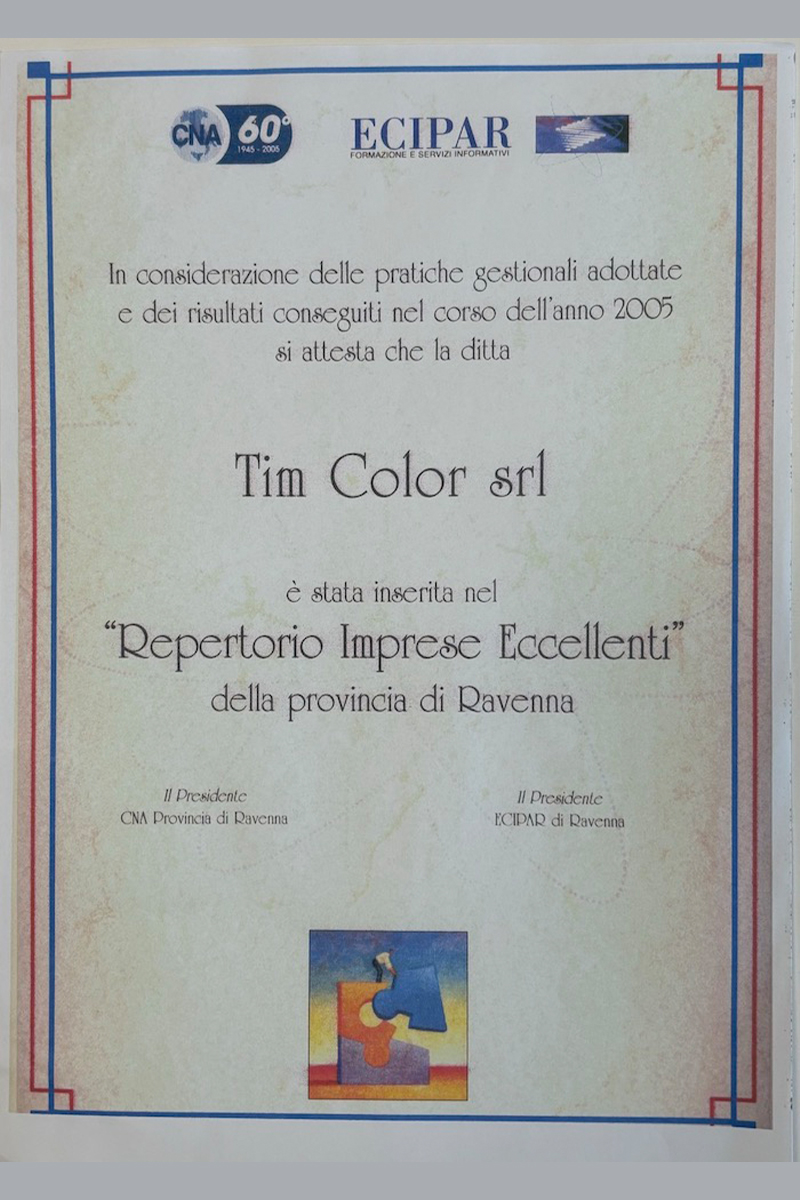 CNA 60°
1945 - 2005
ECIPAR
FORMAZIONE E SERVIZI INFORMATIVI
In considerazione delle pratiche gestionali adottate
e dei risultati conseguiti nel corso dell'anno 2005
si attesta che la ditta
Tim Color srl
è stata inserita nel
"Repertorio Imprese Eccellenti"
della provincia di Ravenna
Il Presidente
CNA Provincia di Ravenna
Il Presidente
ECIPAR di Ravenna